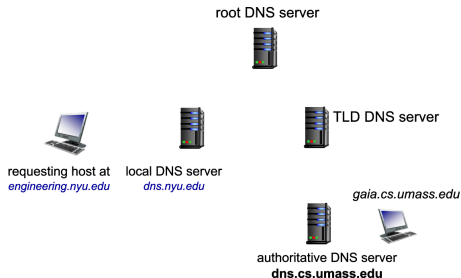 root DNS server
TLD DNS server
requesting host at
engineering.nyu.edu
local DNS server
dns.nyu.edu
gaia.cs.umass.edu
authoritative DNS server
dns.cs.umass.edu